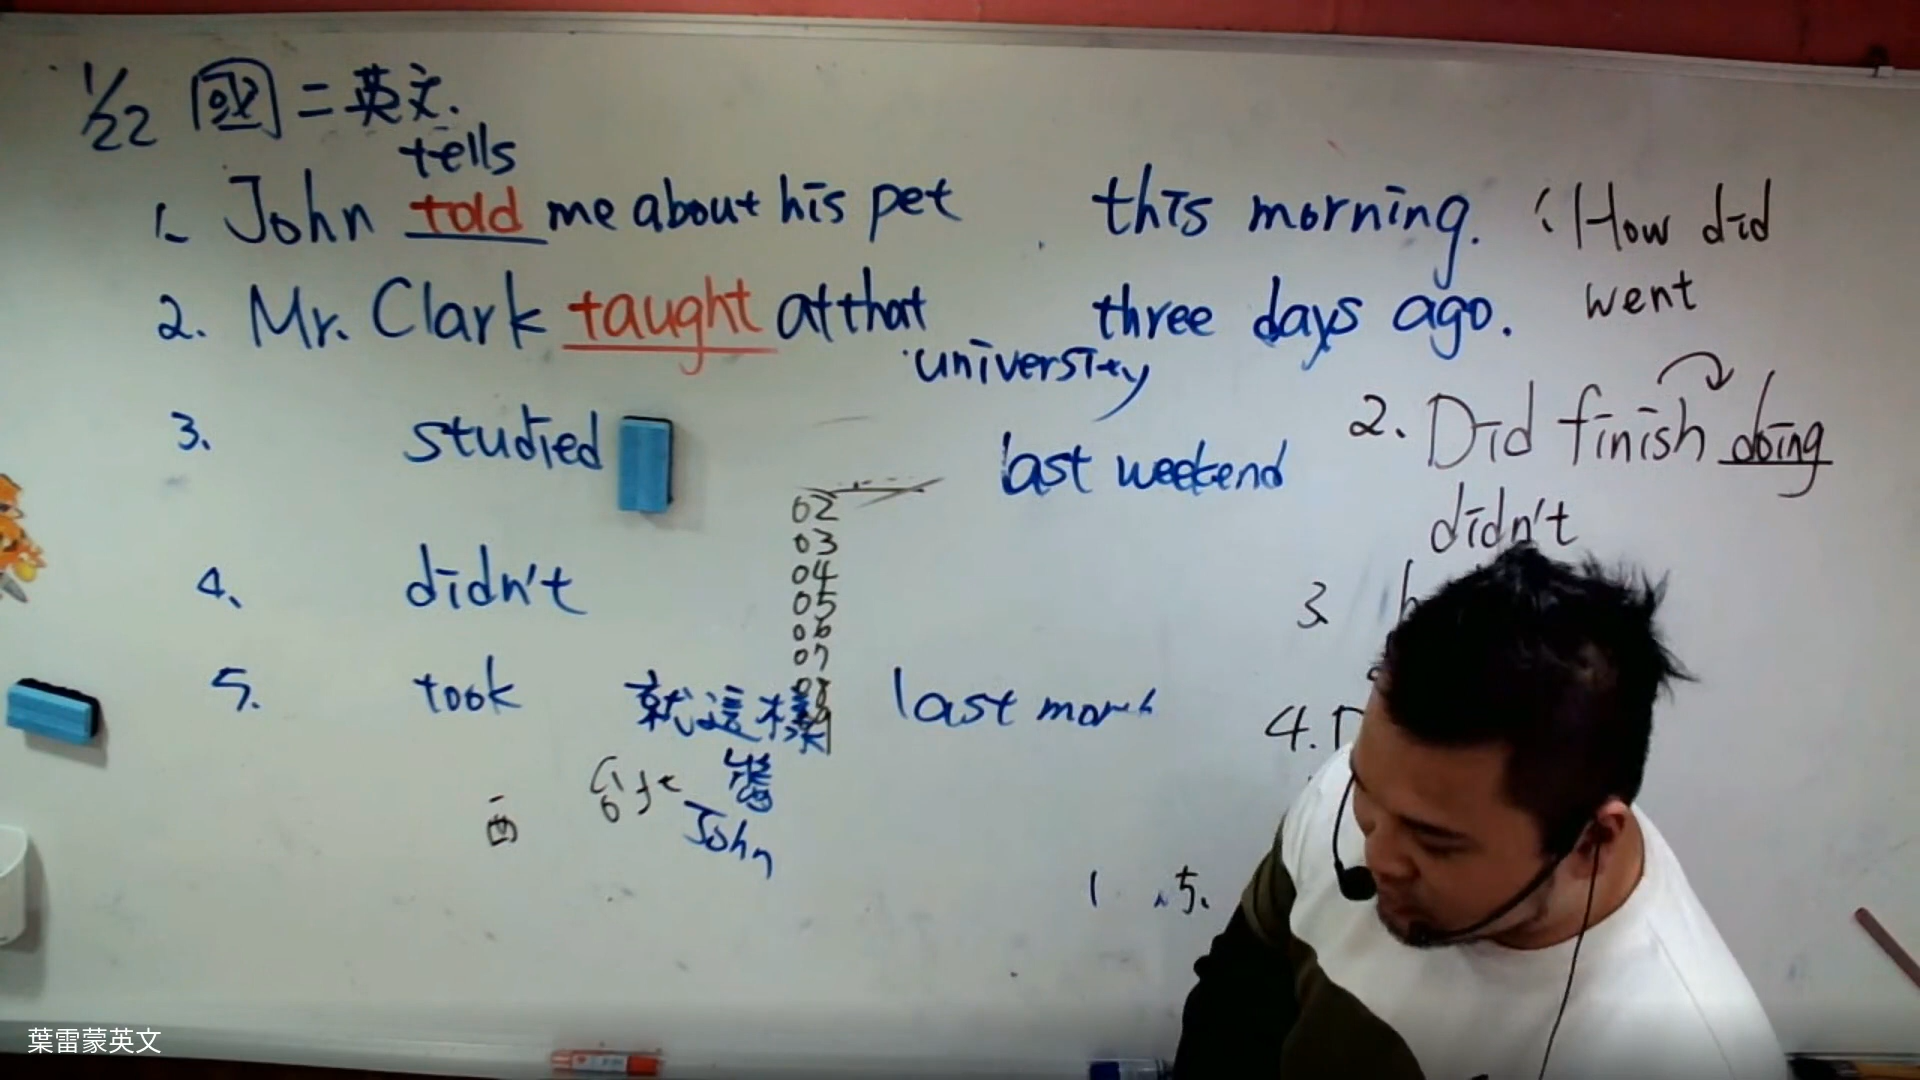 1/22 國二英文.
tells
1. John told me about his pet this morning.
2. Mr. Clark taught at that university three days ago.
3. studied last weekend
4. didn't
5. took 就這樣 last
John
02
03
04
05
06
07
08
1. How did
went
2. Did finish doing
didn't
3.
4. D
5.
葉雷蒙英文